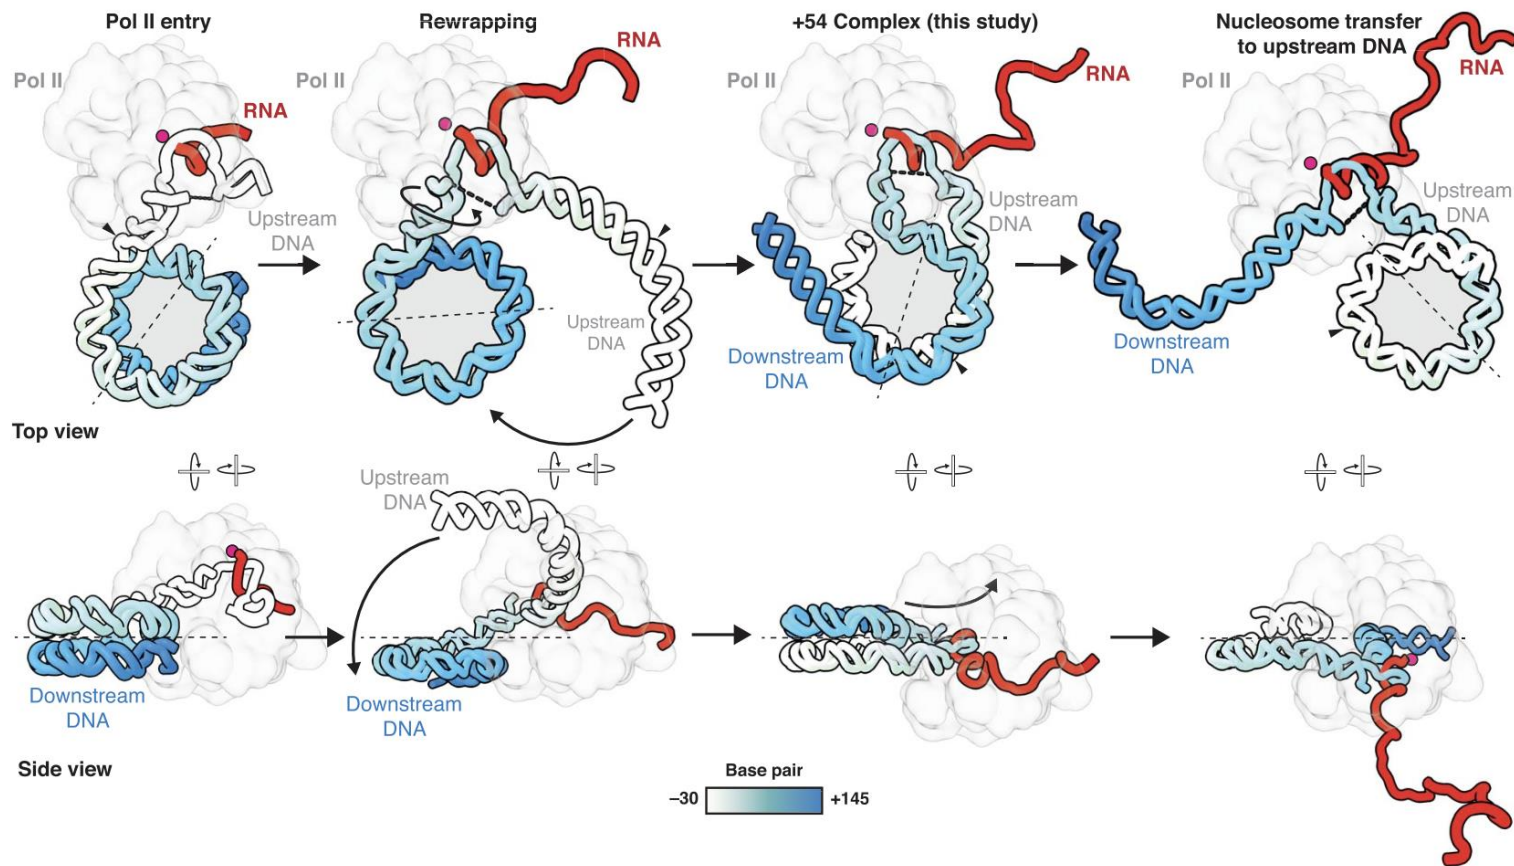 Pol II entry
Rewrapping
+54 Complex (this study)
Nucleosome transfer
to upstream DNA
Pol II
RNA
Upstream
DNA
Pol II
RNA
Upstream
DNA
Pol II
RNA
Upstream
DNA
Downstream
DNA
Pol II
RNA
Upstream
DNA
Downstream
DNA
Top view
Downstream
DNA
Upstream
DNA
Downstream
DNA
Side view
Base pair
–30
+145